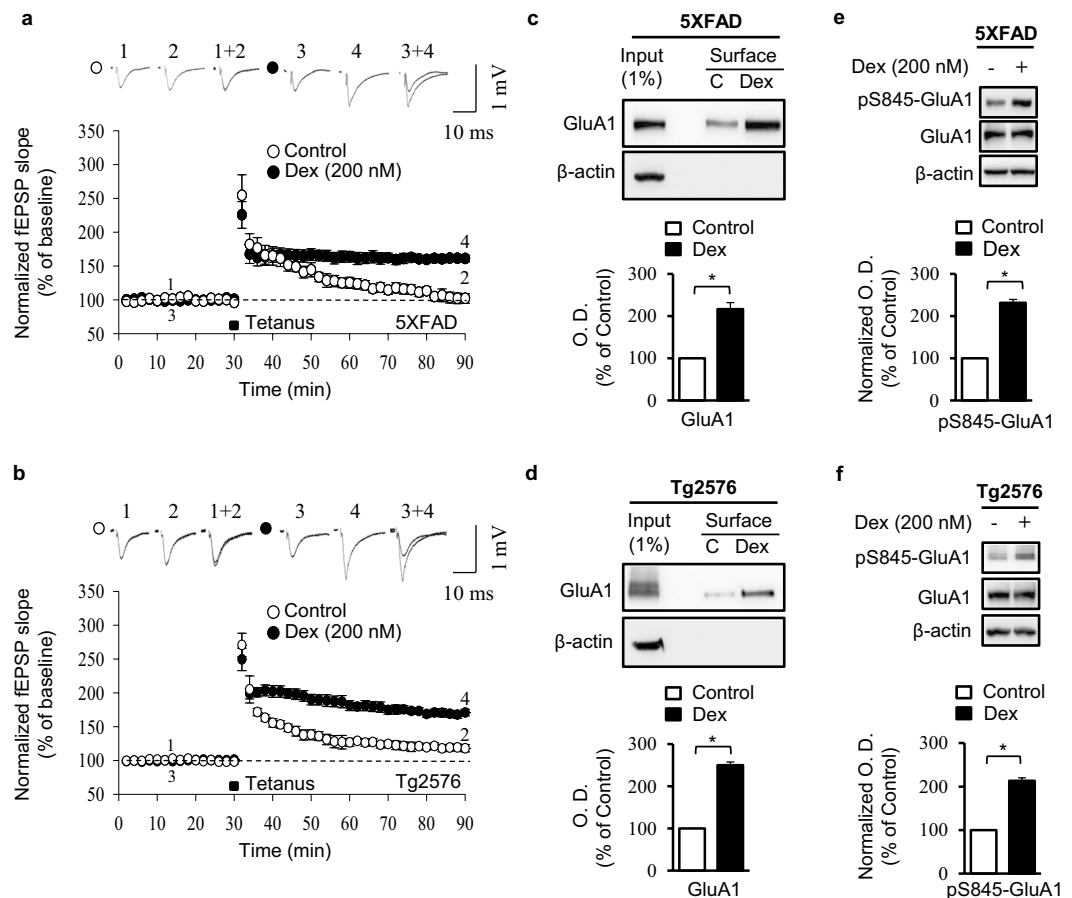 a
1 2 1+2 3 4 3+4
1 mV
10 ms
Normalized fEPSP slope
(% of baseline)
350
300
250
200
150
100
50
Control
Dex (200 nM)
4
2
1
3
Tetanus
5XFAD
0 10 20 30 40 50 60 70 80 90
Time (min)
b
1 2 1+2 3 4 3+4
1 mV
10 ms
Normalized fEPSP slope
(% of baseline)
350
300
250
200
150
100
50
Control
Dex (200 nM)
4
2
1
3
Tetanus
Tg2576
0 10 20 30 40 50 60 70 80 90
Time (min)
c
5XFAD
Input
(1%)
Surface
C Dex
GluA1
β-actin
Control
Dex
O. D.
(% of Control)
300
200
100
0
*
GluA1
d
Tg2576
Input
(1%)
Surface
C Dex
GluA1
β-actin
Control
Dex
O. D.
(% of Control)
300
200
100
0
*
GluA1
e
5XFAD
Dex (200 nM) - +
pS845-GluA1
GluA1
β-actin
Control
Dex
Normalized O. D.
(% of Control)
300
200
100
0
*
pS845-GluA1
f
Tg2576
Dex (200 nM) - +
pS845-GluA1
GluA1
β-actin
Control
Dex
Normalized O. D.
(% of Control)
300
200
100
0
*
pS845-GluA1